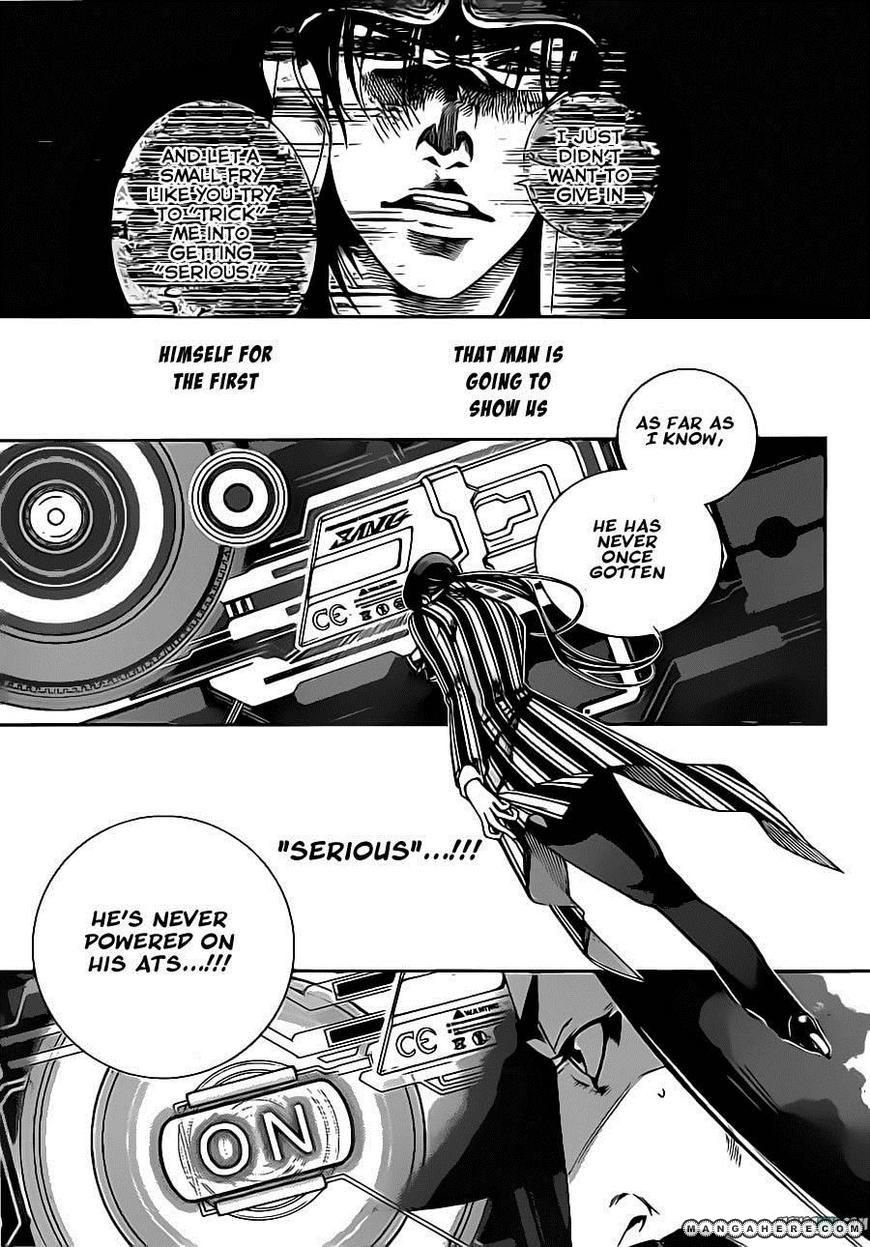 I JUST
DIDN'T
WANT TO
GIVE IN
AND LET A
SMALL FRY
LIKE YOU TRY
TO "TRICK"
ME INTO
GETTING
"SERIOUS!"
THAT MAN IS
GOING TO
SHOW US
HIMSELF FOR
THE FIRST
AS FAR AS
I KNOW,
HE HAS
NEVER
ONCE
GOTTEN
CE
"SERIOUS"...!!!
HE'S NEVER
POWERED ON
HIS ATS...!!!
WARNING
CE
ON
MANGAHERE.COM